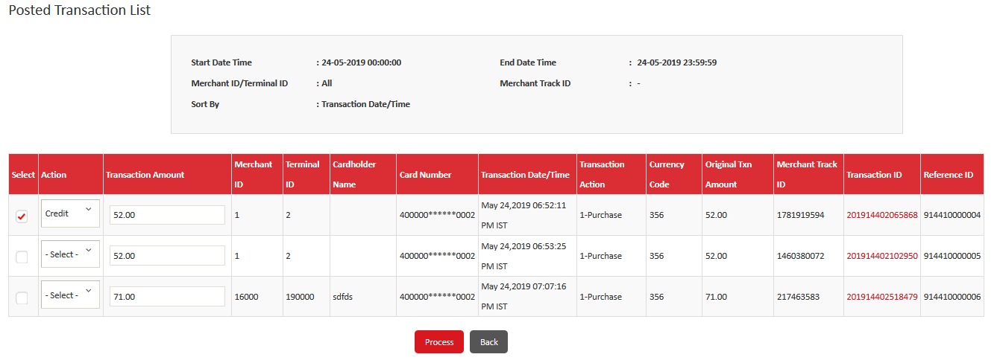 Posted Transaction List
Start Date Time : 24-05-2019 00:00:00 End Date Time : 24-05-2019 23:59:59
Merchant ID/Terminal ID : All Merchant Track ID : -
Sort By : Transaction Date/Time
Select Action Transaction Amount Merchant ID Terminal ID Cardholder Name Card Number Transaction Date/Time Transaction Action Currency Code Original Txn Amount Merchant Track ID Transaction ID Reference ID
Credit 52.00 1 2 400000******0002 May 24,2019 06:52:11 PM IST 1-Purchase 356 52.00 1781919594 201914402065868 914410000004
- Select - 52.00 1 2 400000******0002 May 24,2019 06:53:25 PM IST 1-Purchase 356 52.00 1460380072 201914402102950 914410000005
- Select - 71.00 16000 190000 sdfds 400000******0002 May 24,2019 07:07:16 PM IST 1-Purchase 356 71.00 217463583 201914402518479 914410000006
Process Back